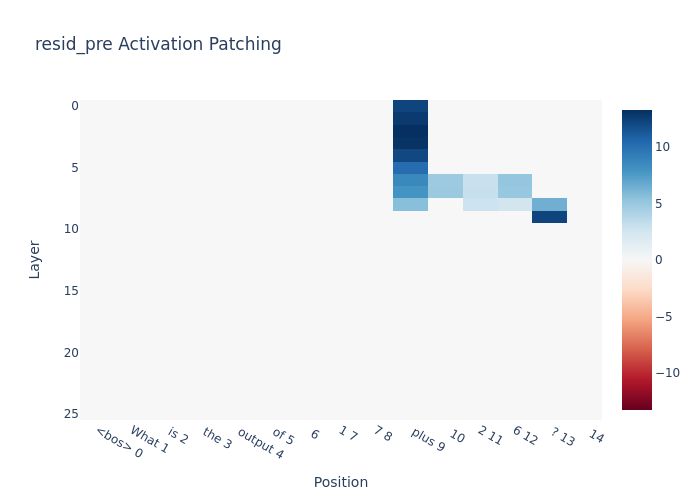 resid_pre Activation Patching
0
5
10
15
20
25
Layer
<bos> 0
What 1
is 2
the 3
output 4
of 5
6
1 7
7 8
plus 9
10
2 11
6 12
? 13
14
Position
10
5
0
−5
−10